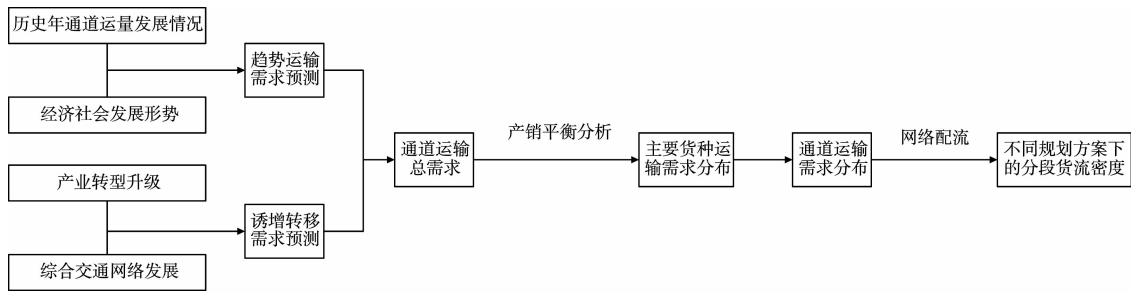 历史年通道运量发展情况
经济社会发展形势
趋势运输
需求预测
产业转型升级
综合交通网络发展
诱增转移
需求预测
通道运输
总需求
产销平衡分析
主要货种运
输需求分布
通道运输
需求分布
网络配流
不同规划方案下
的分段货流密度